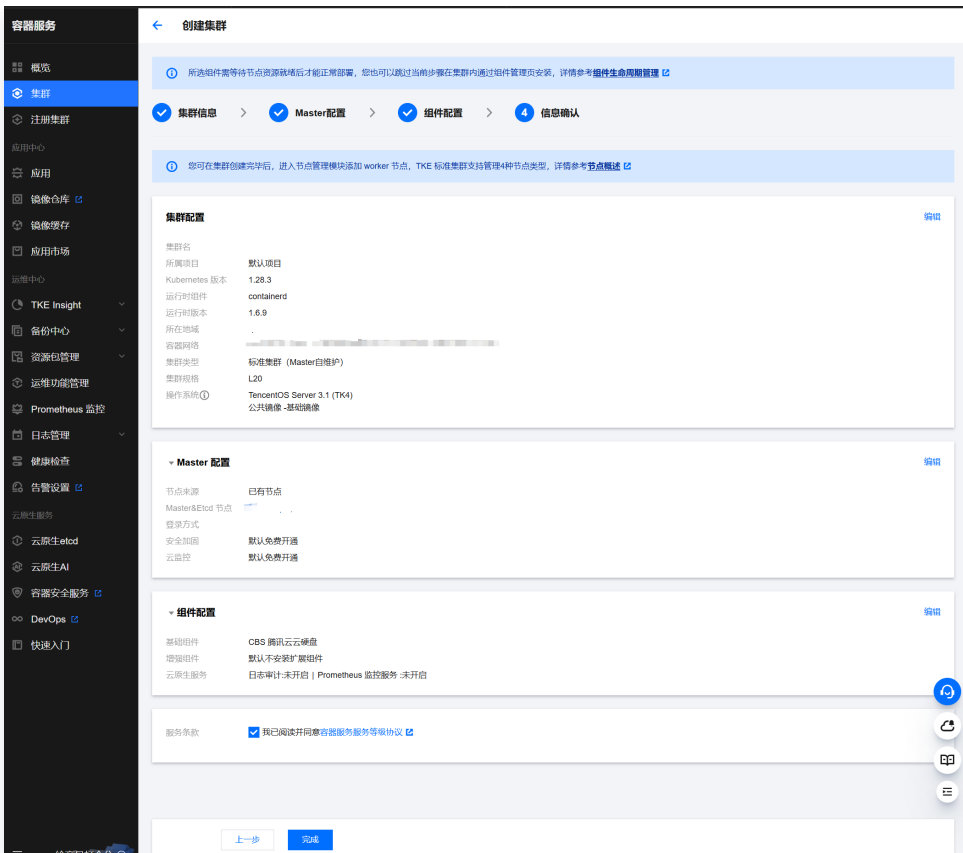 容器服务
创建集群
概览
集群
注册集群
应用中心
应用
镜像仓库
镜像缓存
应用市场
运维中心
TKE Insight
备份中心
资源包管理
运维功能管理
Prometheus 监控
日志管理
健康检查
告警设置
云原生服务
云原生etcd
云原生AI
容器安全服务
DevOps
快速入门
所选组件需等待节点资源就绪后才能正常部署，您也可以跳过当前步骤在集群内通过组件管理页安装，详情参考组件生命周期管理
集群信息
Master配置
组件配置
4 信息确认
您可在集群创建完毕后，进入节点管理模块添加 worker 节点，TKE 标准集群支持管理4种节点类型，详情参考节点概述
集群配置 编辑
集群名
所属项目 默认项目
Kubernetes 版本 1.28.3
运行时组件 containerd
运行时版本 1.6.9
所在地域
容器网络
集群类型 标准集群（Master自维护）
集群规格 L20
操作系统 TencentOS Server 3.1 (TK4)
公共镜像 -基础镜像
Master 配置 编辑
节点来源 已有节点
Master&Etcd 节点
登录方式
安全加固 默认免费开通
云监控 默认免费开通
组件配置 编辑
基础组件 CBS 腾讯云云硬盘
增强组件 默认不安装扩展组件
云原生服务 日志审计:未开启 | Prometheus 监控服务 :未开启
服务条款 我已阅读并同意容器服务服务等级协议
上一步 完成